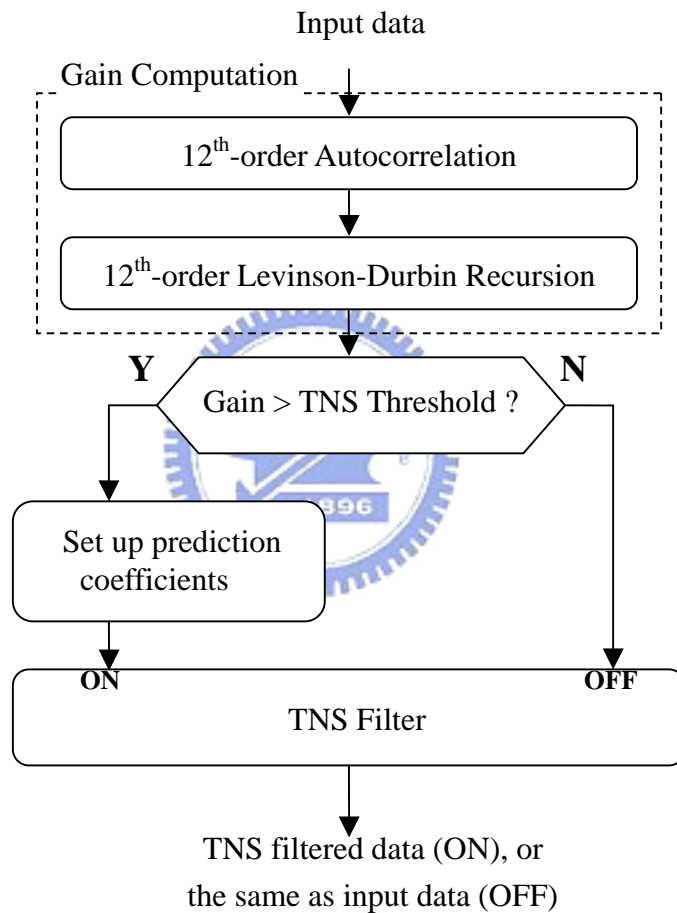 Input data
Gain Computation
12th-order Autocorrelation
12th-order Levinson-Durbin Recursion
Y
N
Gain > TNS Threshold ?
896
Set up prediction
coefficients
ON
OFF
TNS Filter
TNS filtered data (ON), or
the same as input data (OFF)